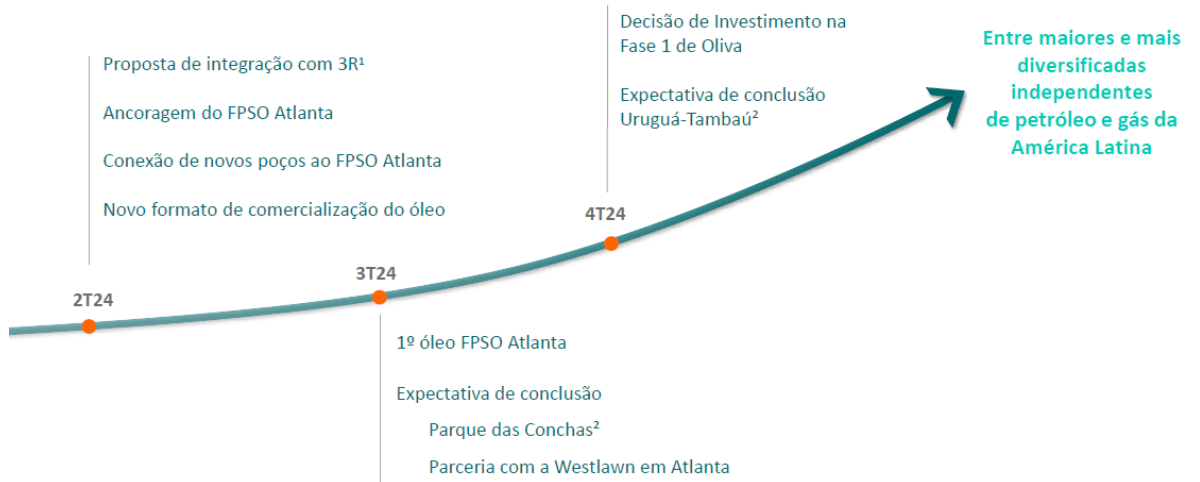 2T24
Proposta de integração com 3R¹
Ancoragem do FPSO Atlanta
Conexão de novos poços ao FPSO Atlanta
Novo formato de comercialização do óleo
3T24
1º óleo FPSO Atlanta
Expectativa de conclusão
Parque das Conchas²
Parceria com a Westlawn em Atlanta
4T24
Decisão de Investimento na
Fase 1 de Oliva
Expectativa de conclusão
Uruguá-Tambaú²
Entre maiores e mais
diversificadas
independentes
de petróleo e gás da
América Latina